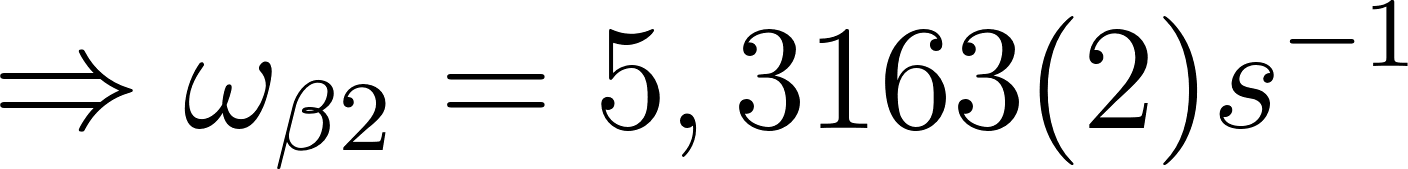 ⇒ ω_{β2} = 5,3163(2)s^{−1}